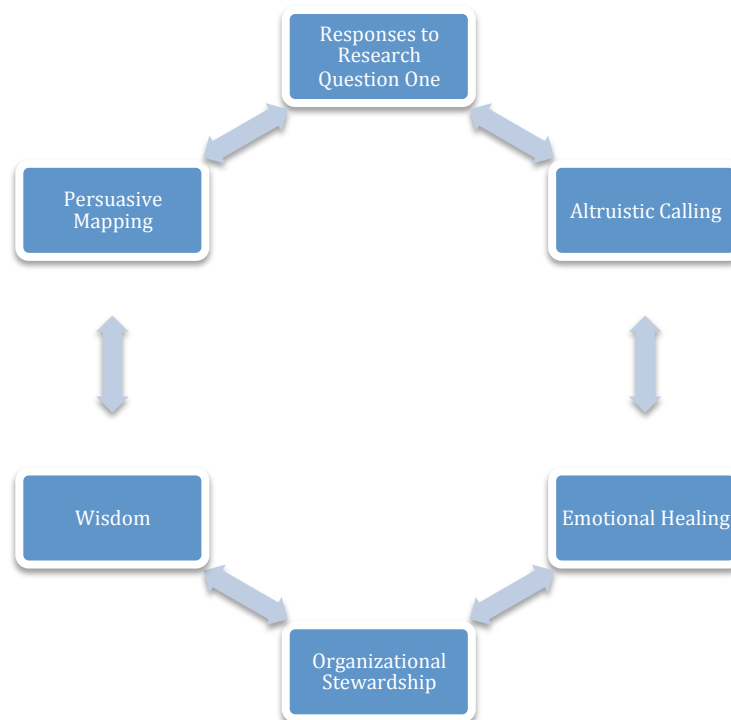 Responses to
Research
Question One
Persuasive
Mapping
Altruistic Calling
Wisdom
Emotional Healing
Organizational
Stewardship